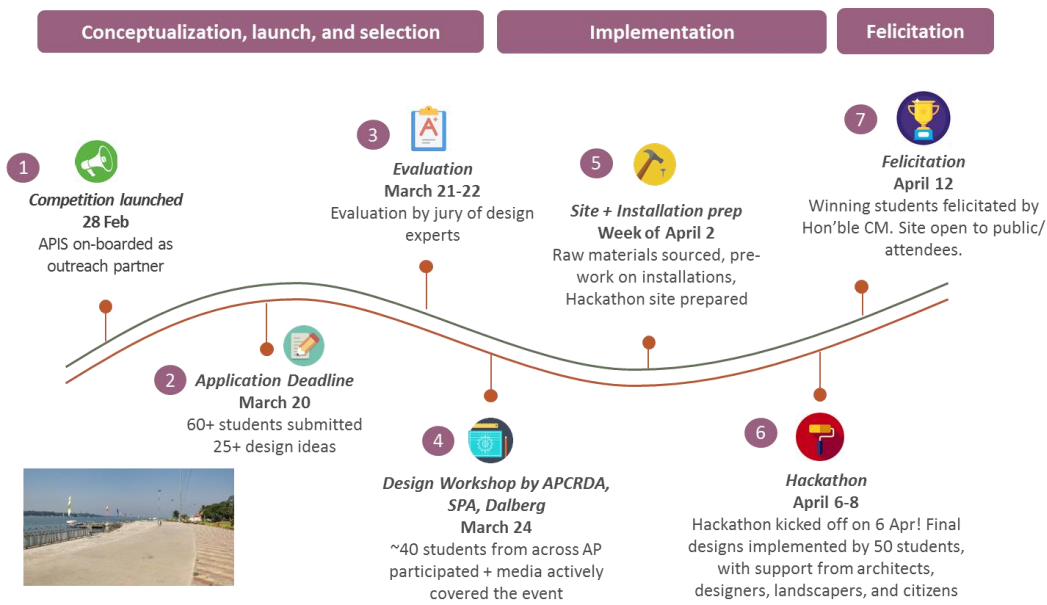 Conceptualization, launch, and selection
Implementation
Felicitation
1
Competition launched
28 Feb
APIS on-boarded as
outreach partner
2
Application Deadline
March 20
60+ students submitted
25+ design ideas
3
Evaluation
March 21-22
Evaluation by jury of design
experts
4
Design Workshop by APCRDA,
SPA, Dalberg
March 24
~40 students from across AP
participated + media actively
covered the event
5
Site + Installation prep
Week of April 2
Raw materials sourced, pre-
work on installations,
Hackathon site prepared
6
Hackathon
April 6-8
Hackathon kicked off on 6 Apr! Final
designs implemented by 50 students,
with support from architects,
designers, landscapers, and citizens
7
Felicitation
April 12
Winning students felicitated by
Hon’ble CM. Site open to public/
attendees.
A+